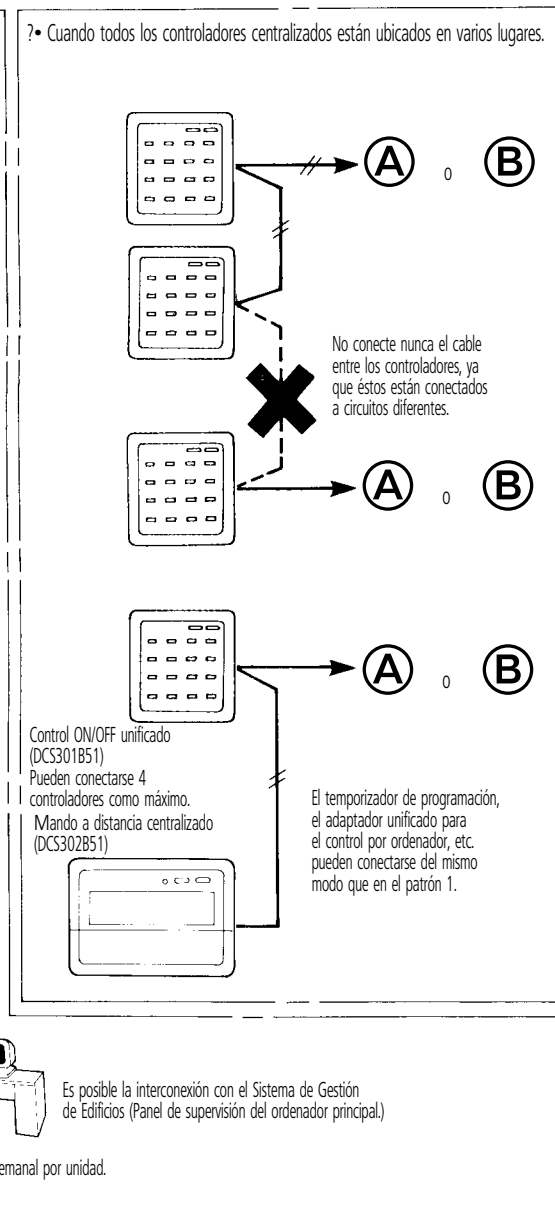 ?• Cuando todos los controladores centralizados están ubicados en varios lugares.
A o B
No conecte nunca el cable
entre los controladores, ya
que éstos están conectados
a circuitos diferentes.
A o B
A o B
Control ON/OFF unificado
(DCS301B51)
Pueden conectarse 4
controladores como máximo.
Mando a distancia centralizado
(DCS302B51)
El temporizador de programación,
el adaptador unificado para
el control por ordenador, etc.
pueden conectarse del mismo
modo que en el patrón 1.
Es posible la interconexión con el Sistema de Gestión
de Edificios (Panel de supervisión del ordenador principal.)
emanal por unidad.